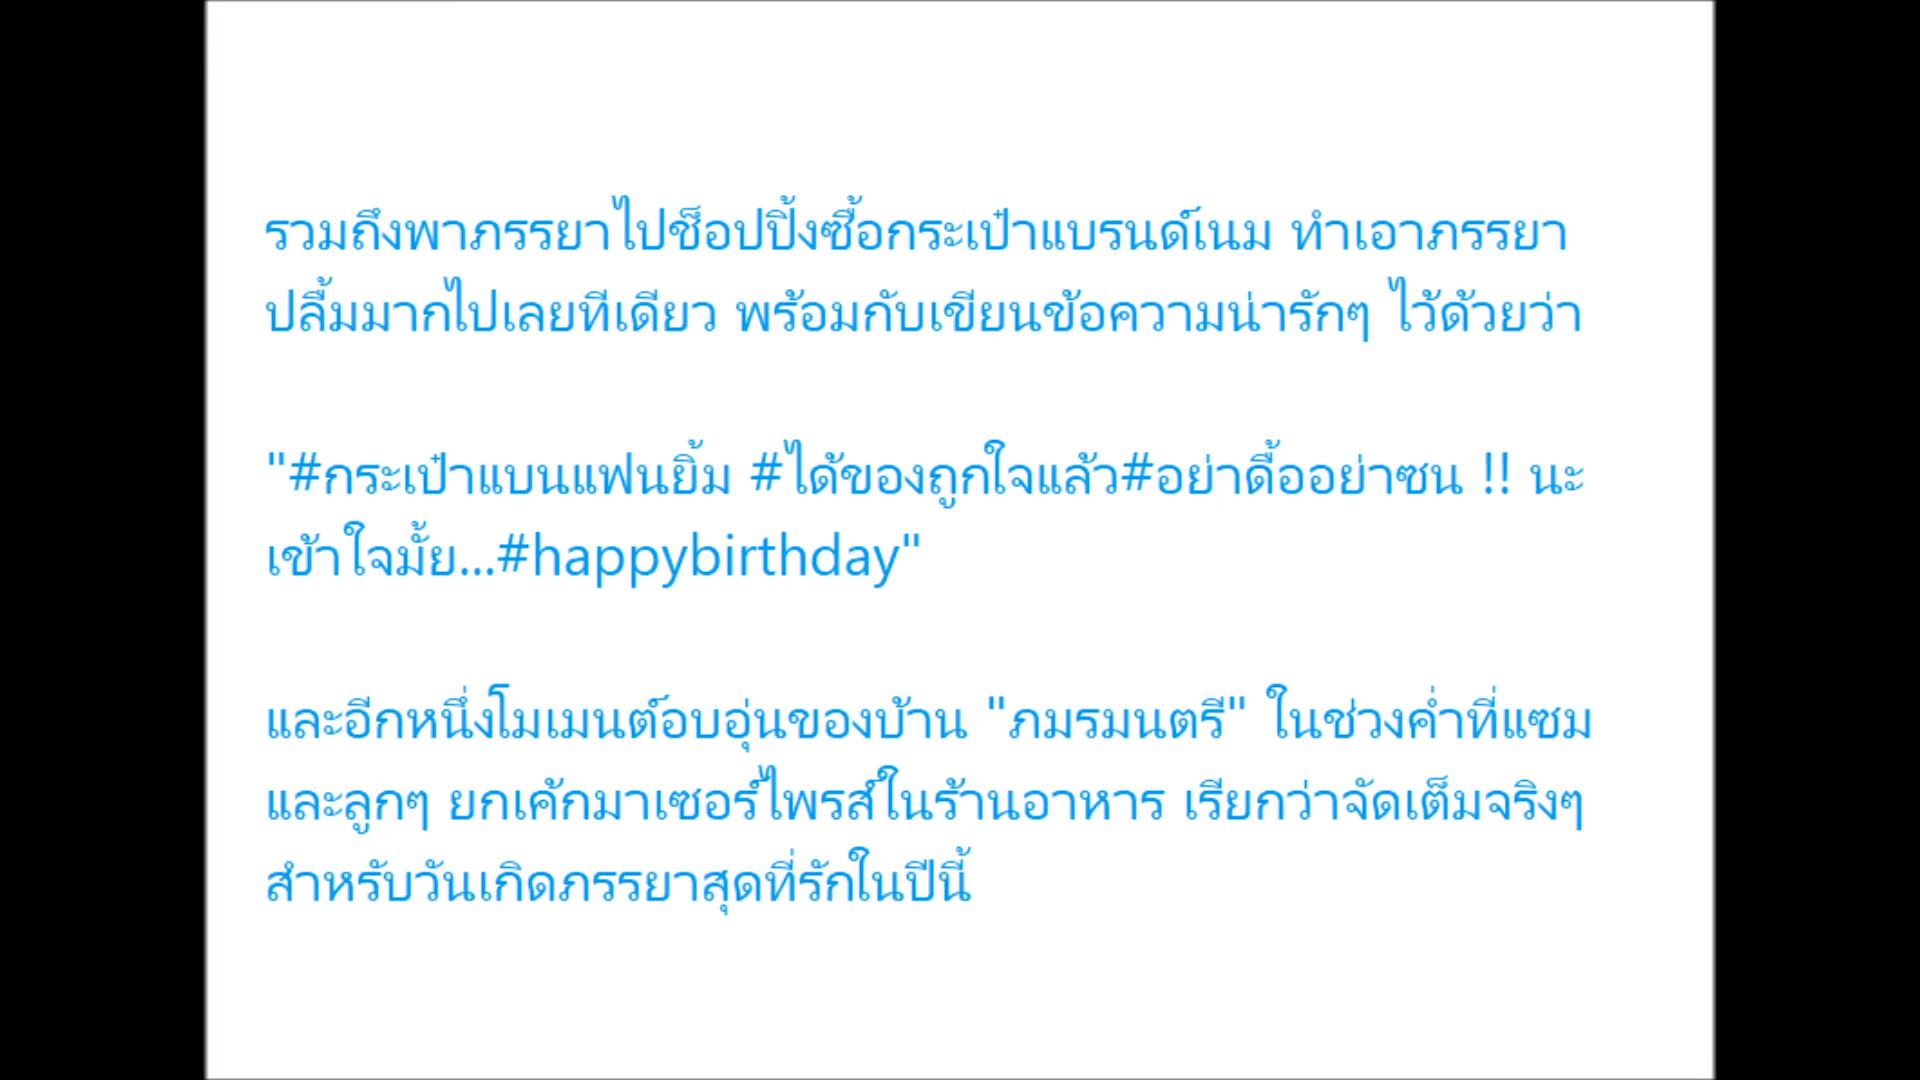 รวมถึงพาภรรยาไปช็อปปิ้งซื้อกระเป๋าแบรนด์เนม ทำเอาภรรยา
ปลื้มมากไปเลยทีเดียว พร้อมกับเขียนข้อความน่ารักๆ ไว้ด้วยว่า
"#กระเป๋าแบนแฟนยิ้ม #ได้ของถูกใจแล้ว#อย่าดื้ออย่าซน !! นะ
เข้าใจมั้ย...#happybirthday"
และอีกหนึ่งโมเมนต์อบอุ่นของบ้าน "ภมรมนตรี" ในช่วงค่ำที่แซม
และลูกๆ ยกเค้กมาเซอร์ไพรส์ในร้านอาหาร เรียกว่าจัดเต็มจริงๆ
สำหรับวันเกิดภรรยาสุดที่รักในปีนี้